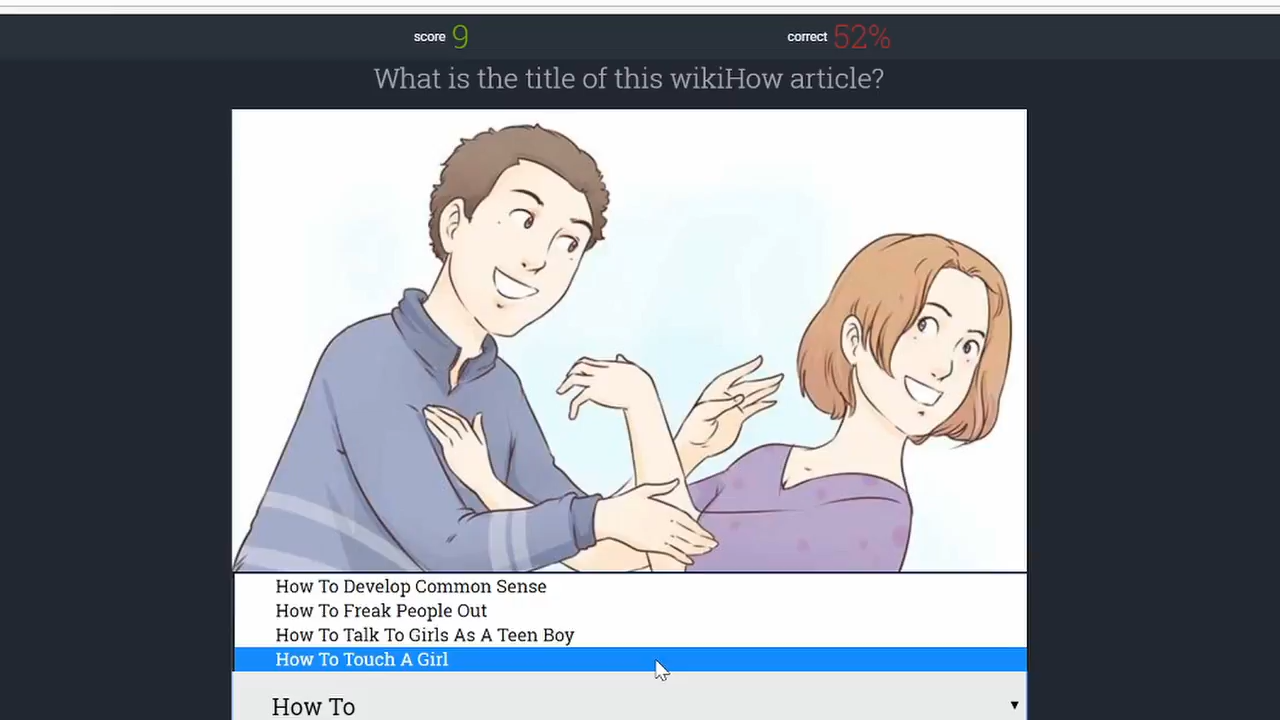 score 9
correct 52%
What is the title of this wikiHow article?
How To Develop Common Sense
How To Freak People Out
How To Talk To Girls As A Teen Boy
How To Touch A Girl
How To